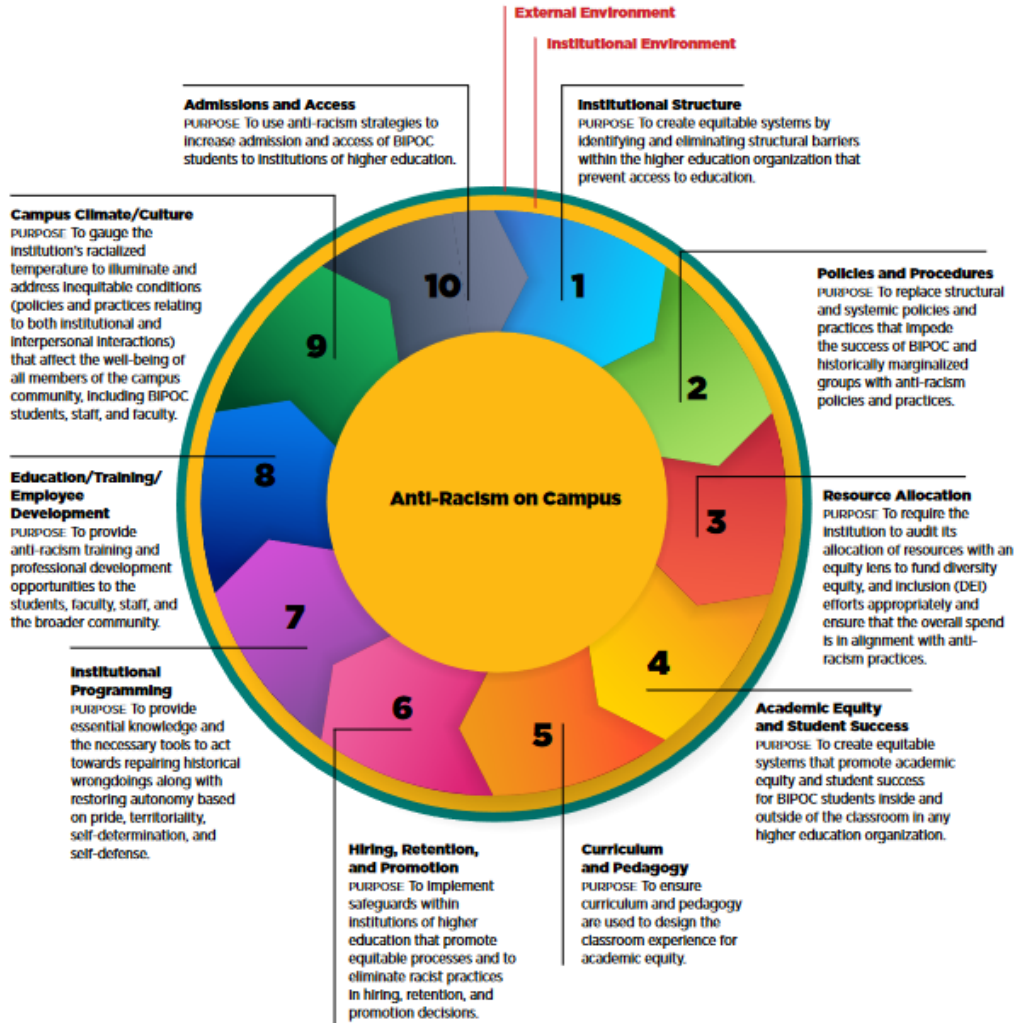 External Environment
Institutional Environment
Admissions and Access
PURPOSE To use anti-racism strategies to
increase admission and access of BIPOC
students to institutions of higher education.
Institutional Structure
PURPOSE To create equitable systems by
identifying and eliminating structural barriers
within the higher education organization that
prevent access to education.
Campus Climate/Culture
PURPOSE To gauge the
institution's racialized
temperature to illuminate and
address inequitable conditions
(policies and practices relating
to both institutional and
interpersonal interactions)
that affect the well-being of
all members of the campus
community, including BIPOC
students, staff, and faculty.
Policies and Procedures
PURPOSE To replace structural
and systemic policies and
practices that impede
the success of BIPOC and
historically marginalized
groups with anti-racism
policies and practices.
10
1
9
2
8
Anti-Racism on Campus
3
7
4
6
5
Education/Training/
Employee
Development
PURPOSE To provide
anti-racism training and
professional development
opportunities to the
students, faculty, staff, and
the broader community.
Resource Allocation
PURPOSE To require the
institution to audit its
allocation of resources with an
equity lens to fund diversity
equity, and inclusion (DEI)
efforts appropriately and
ensure that the overall spend
is in alignment with anti-
racism practices.
Institutional
Programming
PURPOSE To provide
essential knowledge and
the necessary tools to act
towards repairing historical
wrongdoings along with
restoring autonomy based
on pride, territoriality,
self-determination, and
self-defense.
Academic Equity
and Student Success
PURPOSE To create equitable
systems that promote academic
equity and student success
for BIPOC students inside and
outside of the classroom in any
higher education organization.
Hiring, Retention,
and Promotion
PURPOSE To implement
safeguards within
institutions of higher
education that promote
equitable processes and to
eliminate racist practices
in hiring, retention, and
promotion decisions.
Curriculum
and Pedagogy
PURPOSE To ensure
curriculum and pedagogy
are used to design the
classroom experience for
academic equity.